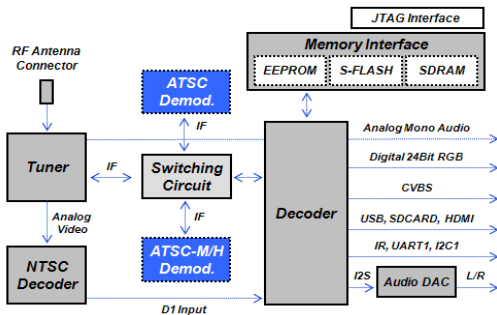 JTAG Interface
RF Antenna
Connector
Memory Interface
EEPROM
S-FLASH
SDRAM
ATSC
Demod.
IF
Analog Mono Audio
Tuner
IF
Switching
Circuit
Decoder
Digital 24Bit RGB
CVBS
IF
Analog
Video
USB, SDCARD, HDMI
ATSC-M/H
Demod.
IR, UART1, I2C1
NTSC
Decoder
I2S
Audio DAC
L/R
D1 Input